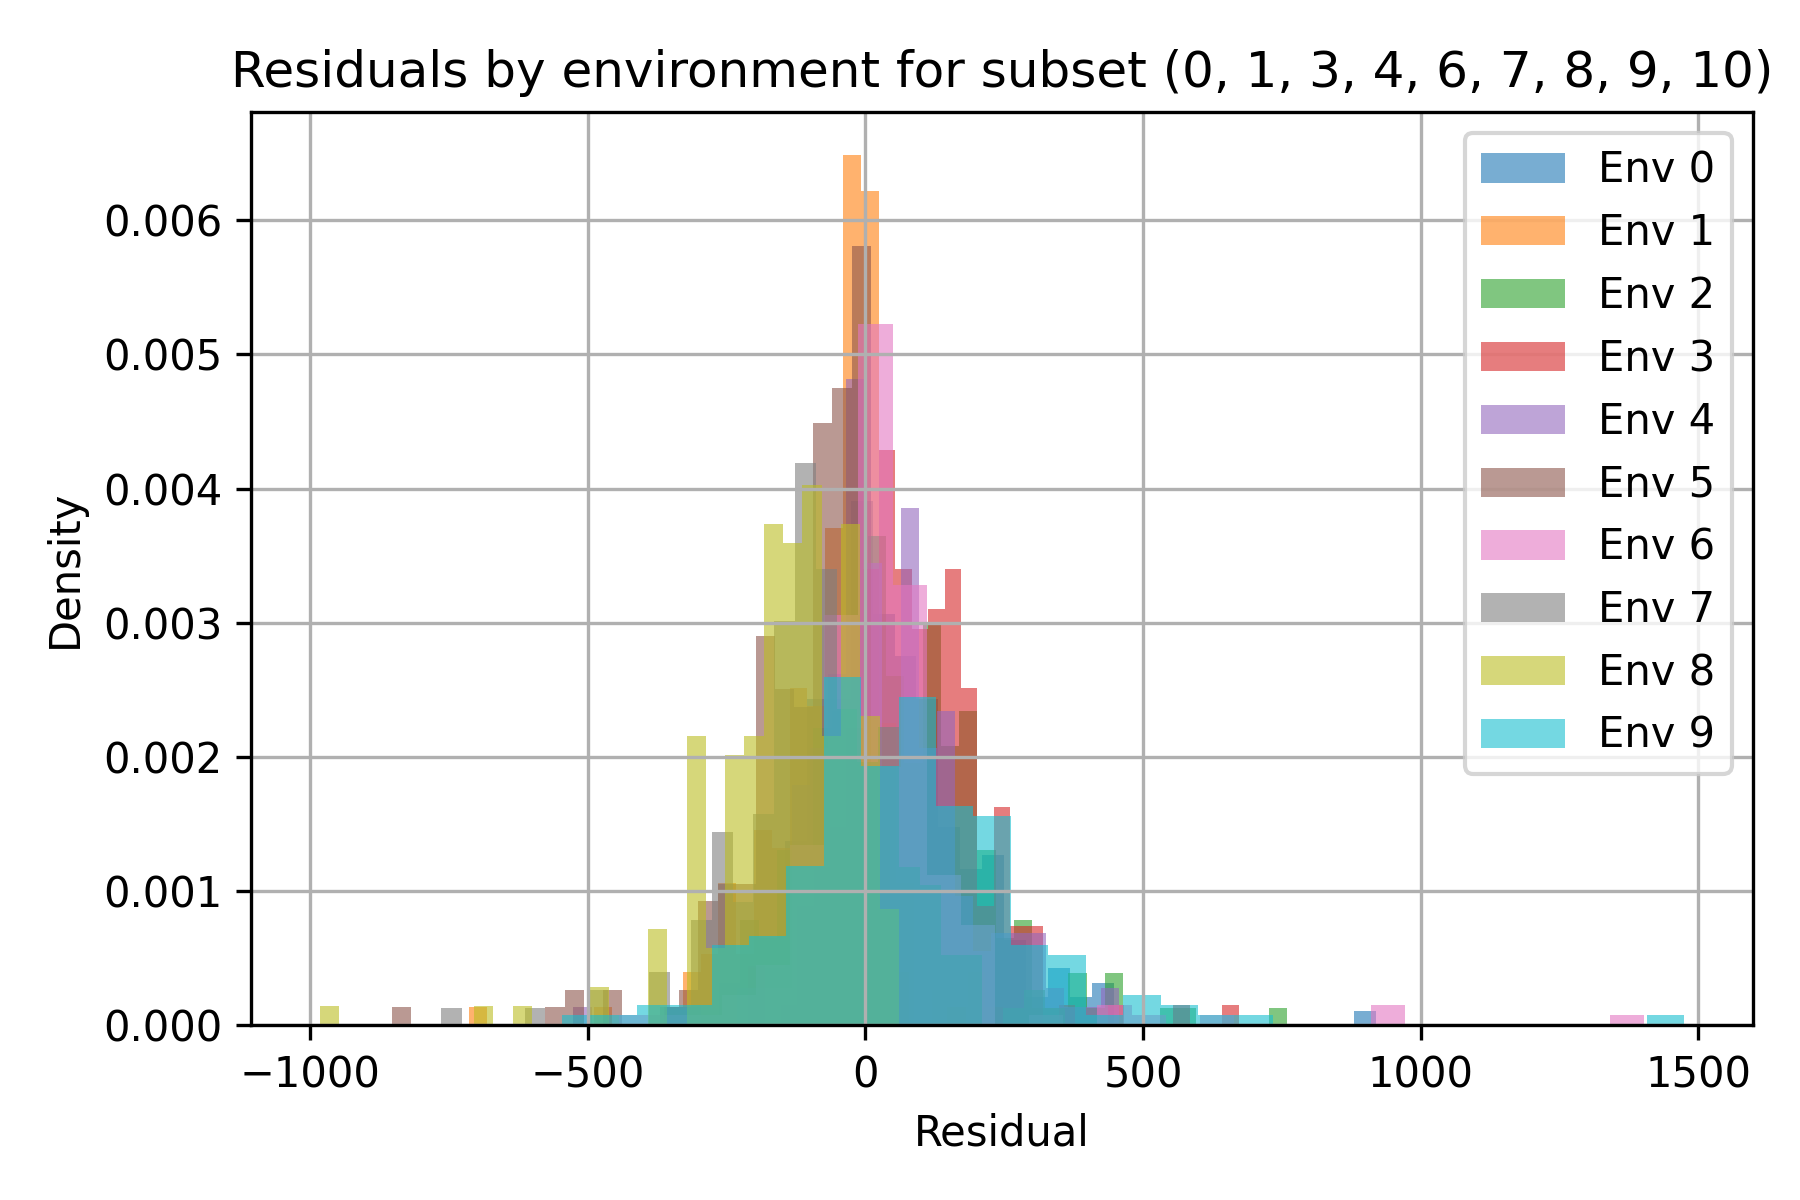 Residuals by environment for subset (0, 1, 3, 4, 6, 7, 8, 9, 10)
Density
0.006
0.005
0.004
0.003
0.002
0.001
0.000
Env 0
Env 1
Env 2
Env 3
Env 4
Env 5
Env 6
Env 7
Env 8
Env 9
−1000
−500
0
500
1000
1500
Residual